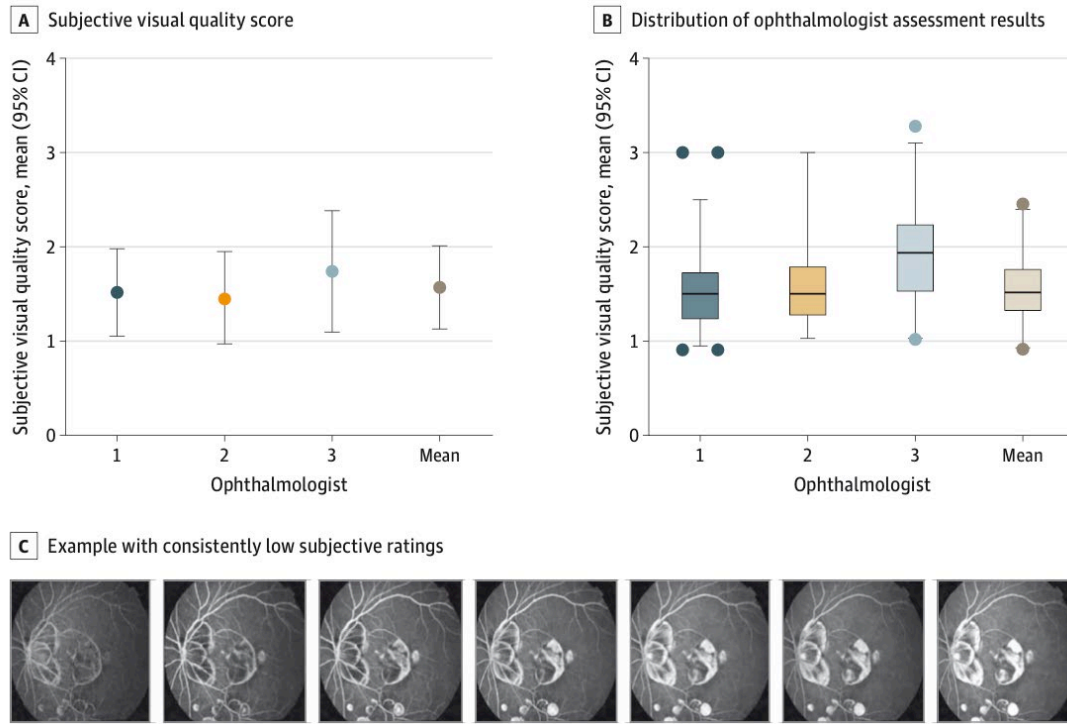 A Subjective visual quality score
Subjective visual quality score, mean (95% CI)
4
3
2
1
0
1 2 3 Mean
Ophthalmologist
B Distribution of ophthalmologist assessment results
Subjective visual quality score, mean (95% CI)
4
3
2
1
0
1 2 3 Mean
Ophthalmologist
C Example with consistently low subjective ratings